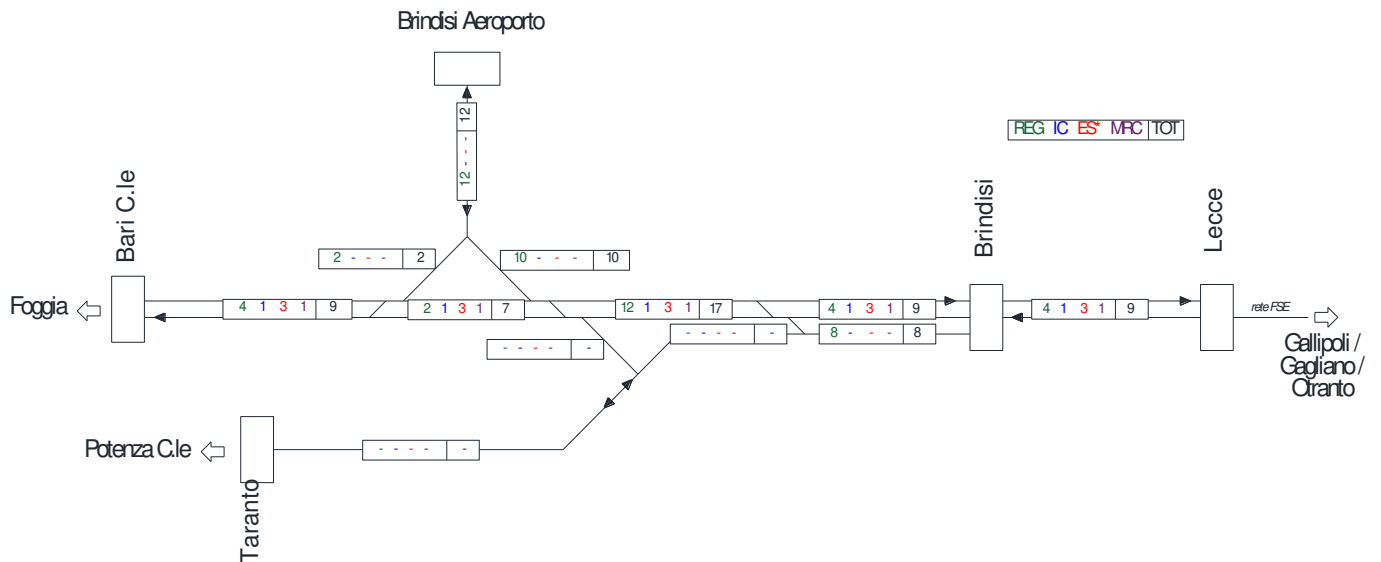 Brindisi Aeroporto
12
12 - - -
REG IC ES* MRC TOT
Bari C.le
Brindisi
Lecce
2 - - - 2
10 - - - 10
Foggia
4 1 3 1 9
2 1 3 1 7
12 1 3 1 17
4 1 3 1 9
4 1 3 1 9
rete FSE
- - - - -
8 - - - 8
- - - - -
Gallipoli /
Gagliano /
Otranto
Potenza C.le
- - - - -
Taranto